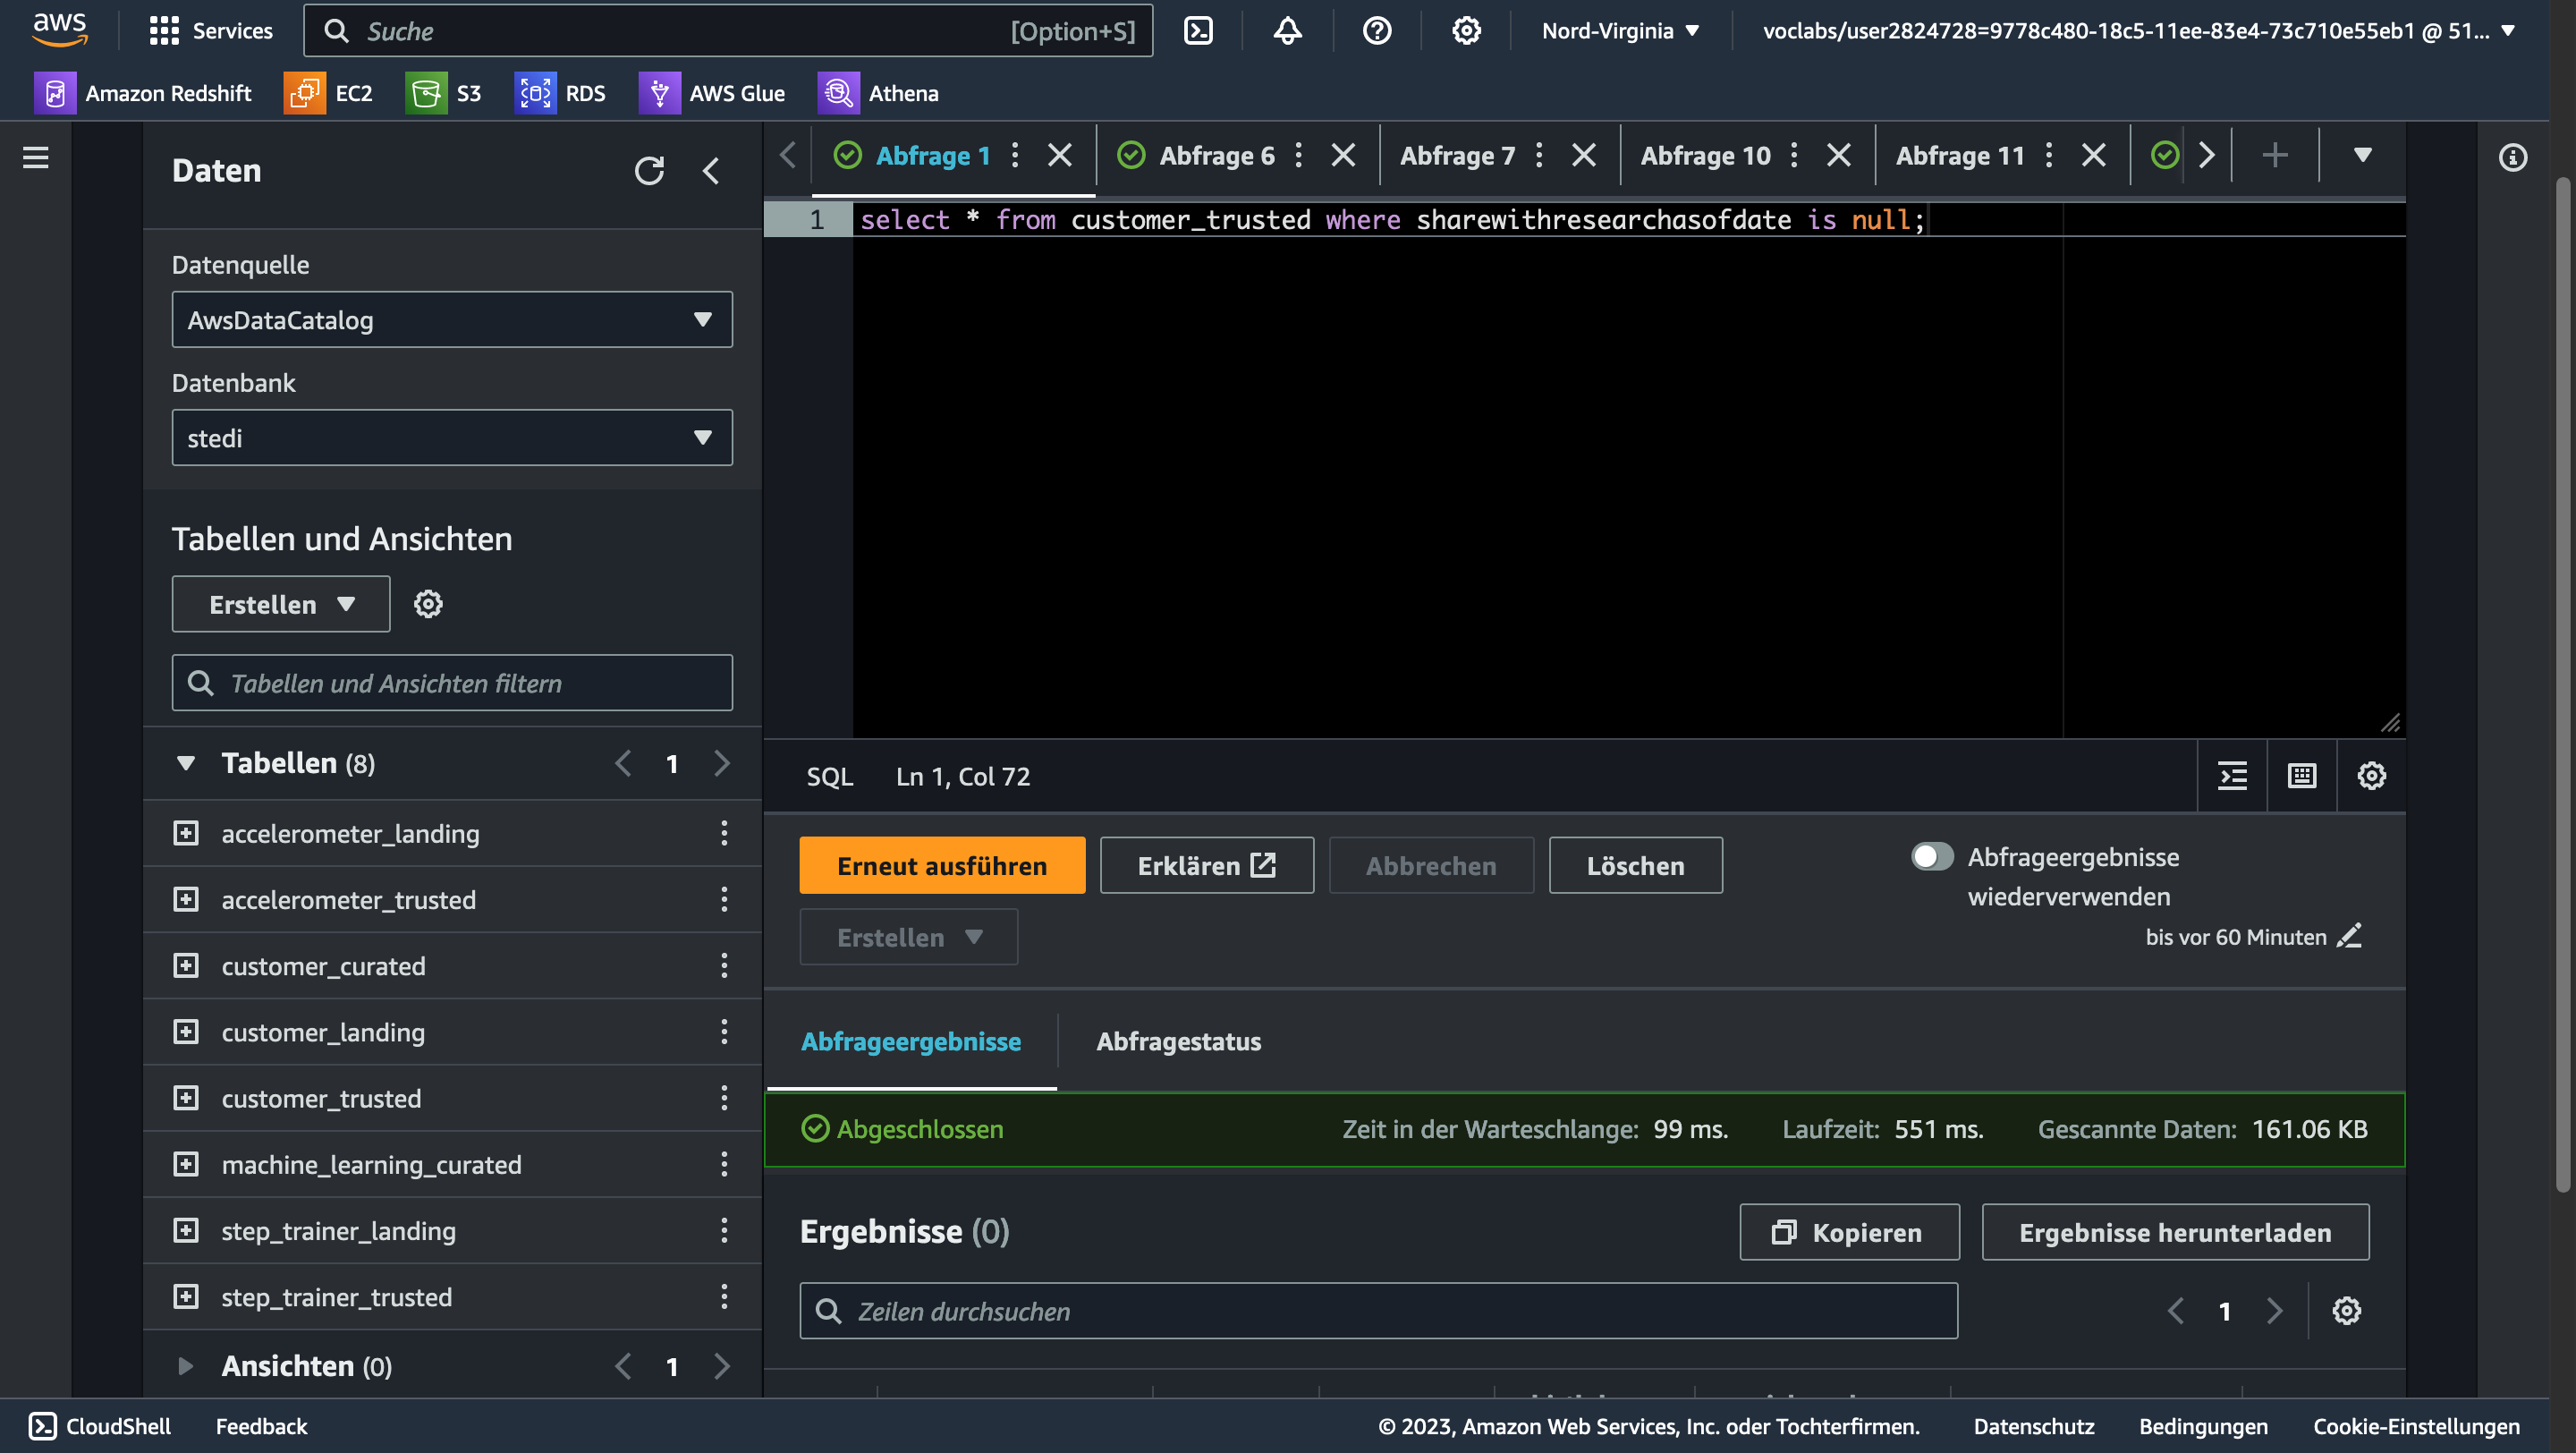 aws
Services
Suche
[Option+S]
Nord-Virginia
voclabs/user2824728=9778c480-18c5-11ee-83e4-73c710e55eb1 @ 51...
Amazon Redshift
EC2
S3
RDS
AWS Glue
Athena
Daten
Datenquelle
AwsDataCatalog
Datenbank
stedi
Tabellen und Ansichten
Erstellen
Tabellen und Ansichten filtern
Tabellen (8)
1
accelerometer_landing
accelerometer_trusted
customer_curated
customer_landing
customer_trusted
machine_learning_curated
step_trainer_landing
step_trainer_trusted
Ansichten (0)
1
Abfrage 1
Abfrage 6
Abfrage 7
Abfrage 10
Abfrage 11
1 select * from customer_trusted where sharewithresearchasofdate is null;
SQL
Ln 1, Col 72
Erneut ausführen
Erklären
Abbrechen
Löschen
Abfrageergebnisse
wiederverwenden
Erstellen
bis vor 60 Minuten
Abfrageergebnisse
Abfragestatus
Abgeschlossen
Zeit in der Warteschlange: 99 ms.
Laufzeit: 551 ms.
Gescannte Daten: 161.06 KB
Ergebnisse (0)
Kopieren
Ergebnisse herunterladen
Zeilen durchsuchen
1
CloudShell
Feedback
© 2023, Amazon Web Services, Inc. oder Tochterfirmen.
Datenschutz
Bedingungen
Cookie-Einstellungen